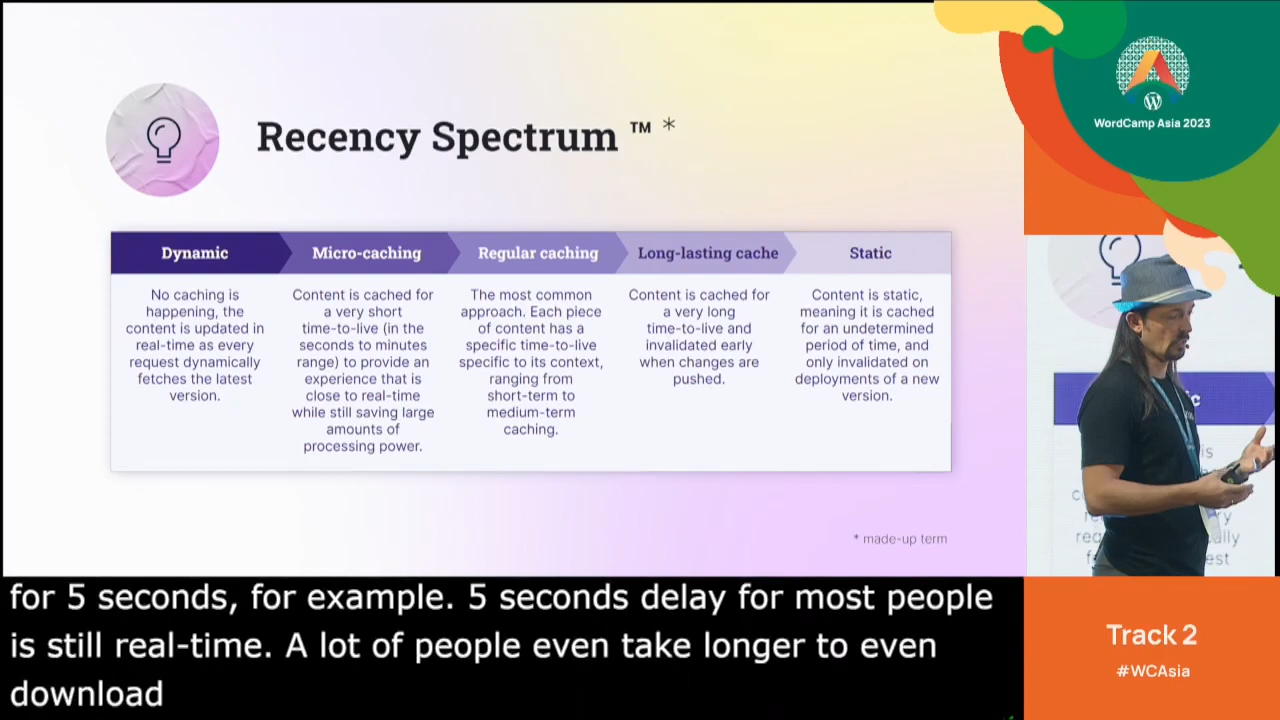 Recency Spectrum ™ *
Dynamic
Micro-caching
Regular caching
Long-lasting cache
Static
No caching is
happening, the
content is updated in
real-time as every
request dynamically
fetches the latest
version.
Content is cached for
a very short
time-to-live (in the
seconds to minutes
range) to provide an
experience that is
close to real-time
while still saving large
amounts of
processing power.
The most common
approach. Each piece
of content has a
specific time-to-live
specific to its context,
ranging from
short-term to
medium-term
caching.
Content is cached for
a very long
time-to-live and
invalidated early
when changes are
pushed.
Content is static,
meaning it is cached
for an undetermined
period of time, and
only invalidated on
deployments of a new
version.
* made-up term
WordCamp Asia 2023
for 5 seconds, for example. 5 seconds delay for most people
is still real-time. A lot of people even take longer to even
download
Track 2
#WCAsia